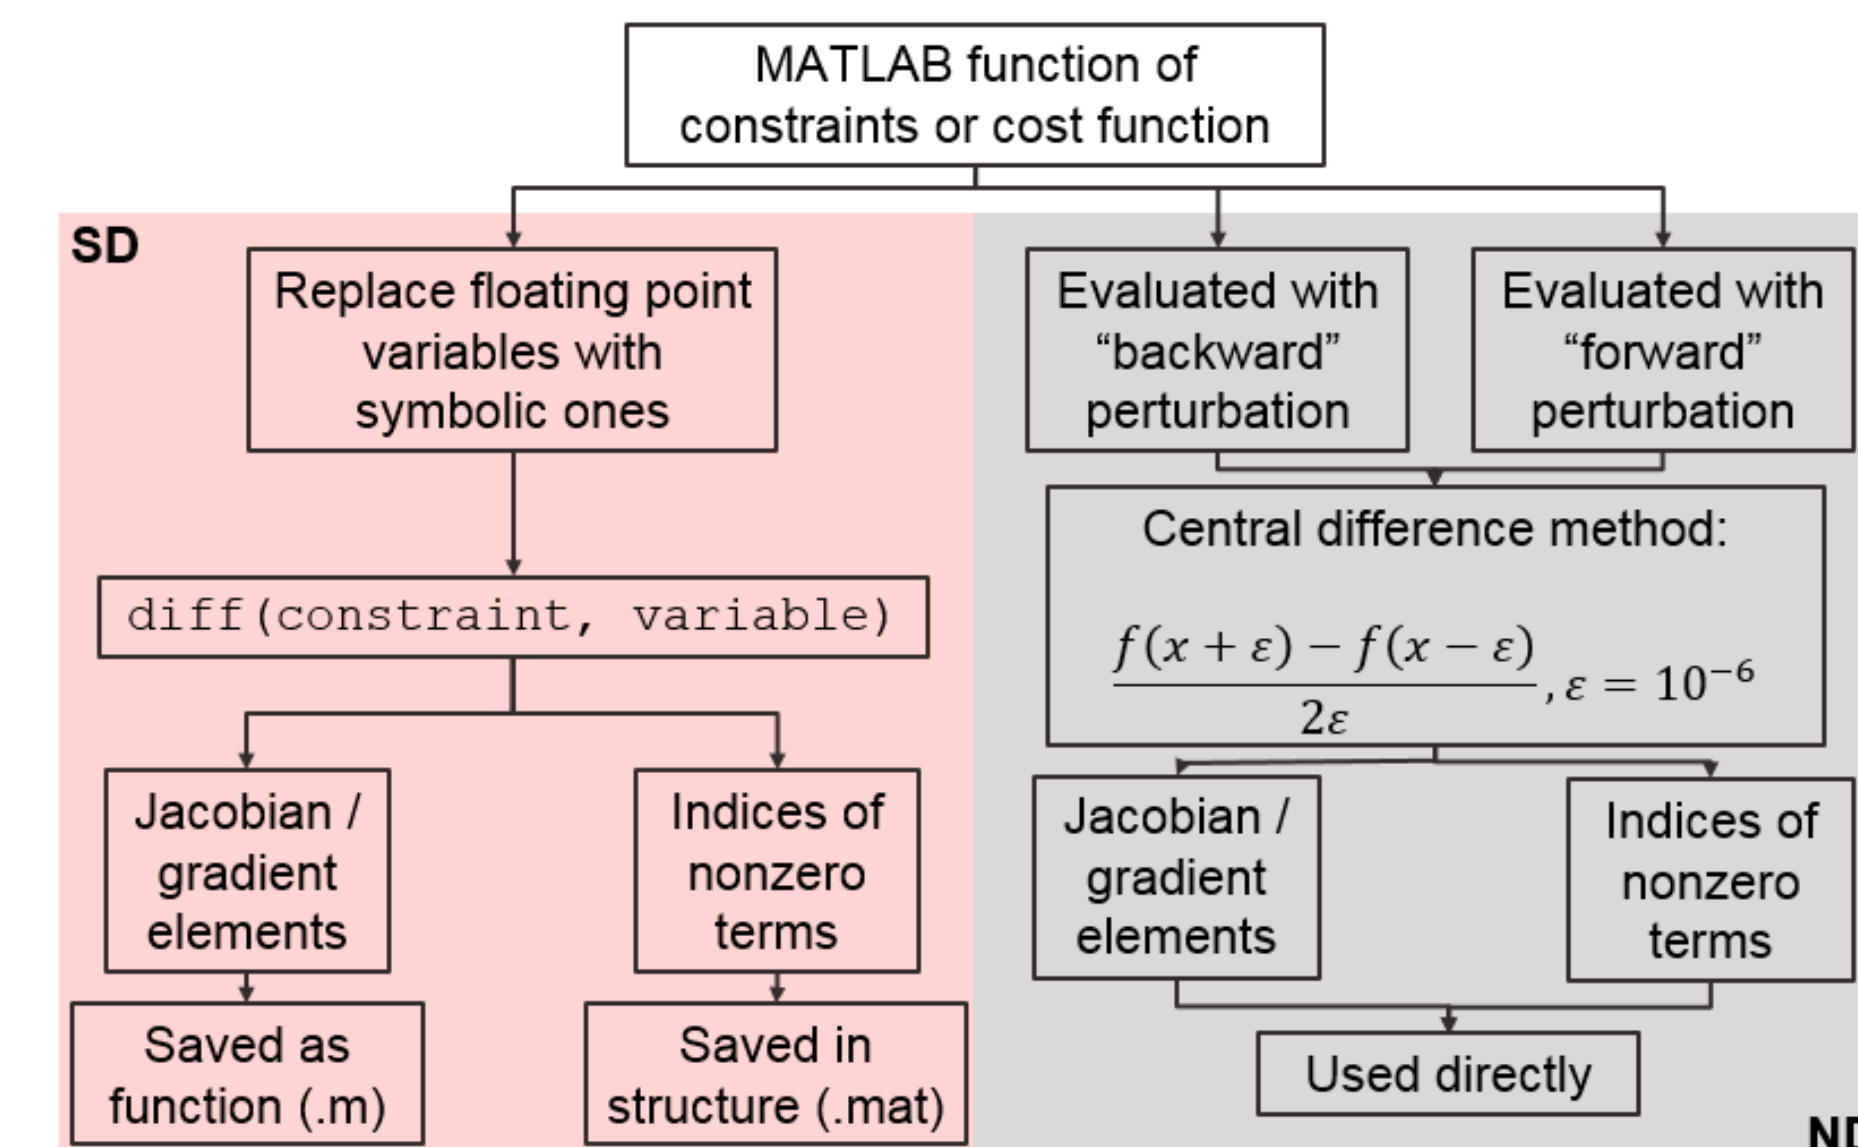 MATLAB function of
constraints or cost function
SD
Replace floating point
variables with
symbolic ones
diff(constraint, variable)
Jacobian /
gradient
elements
Indices of
nonzero
terms
Saved as
function (.m)
Saved in
structure (.mat)
Evaluated with
“backward”
perturbation
Evaluated with
“forward”
perturbation
Central difference method:
f(x + ε) − f(x − ε)
2ε
, ε = 10⁻⁶
Jacobian /
gradient
elements
Indices of
nonzero
terms
Used directly